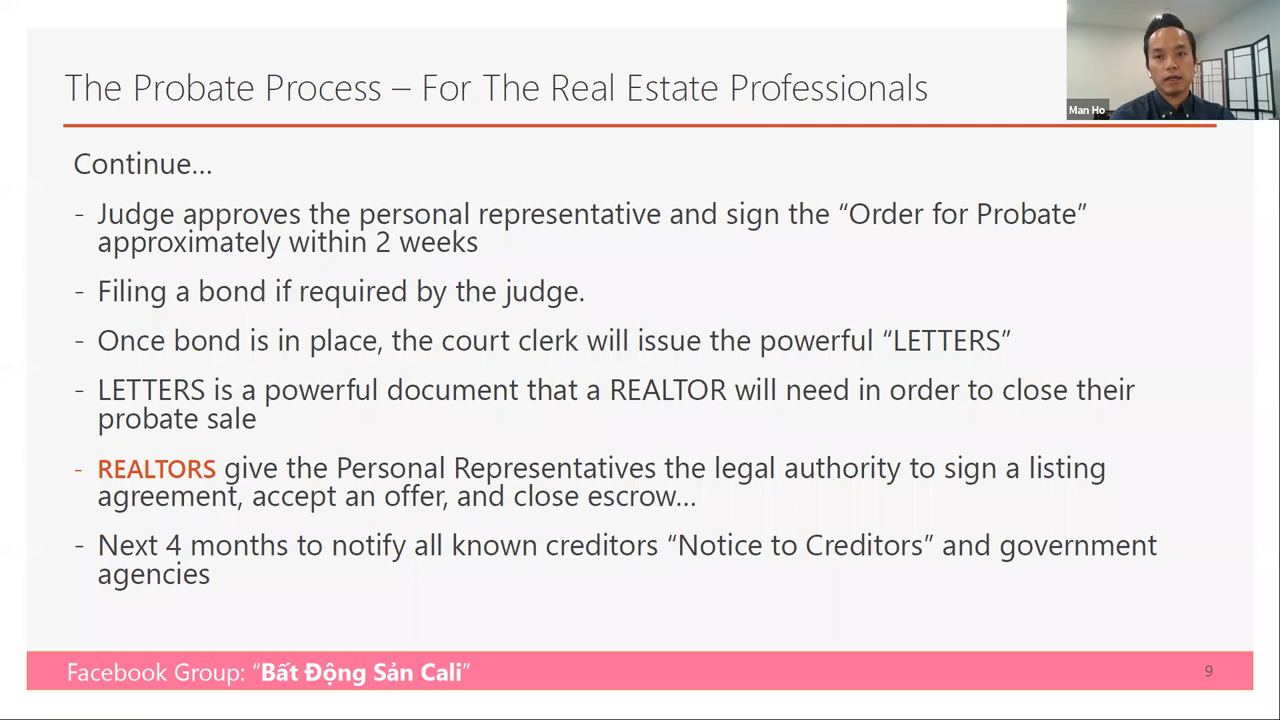 The Probate Process – For The Real Estate Professionals
Man Ho
Continue…
- Judge approves the personal representative and sign the “Order for Probate”
approximately within 2 weeks
- Filing a bond if required by the judge.
- Once bond is in place, the court clerk will issue the powerful “LETTERS”
- LETTERS is a powerful document that a REALTOR will need in order to close their
probate sale
- REALTORS give the Personal Representatives the legal authority to sign a listing
agreement, accept an offer, and close escrow…
- Next 4 months to notify all known creditors “Notice to Creditors” and government
agencies
Facebook Group: “Bất Động Sản Cali”
9